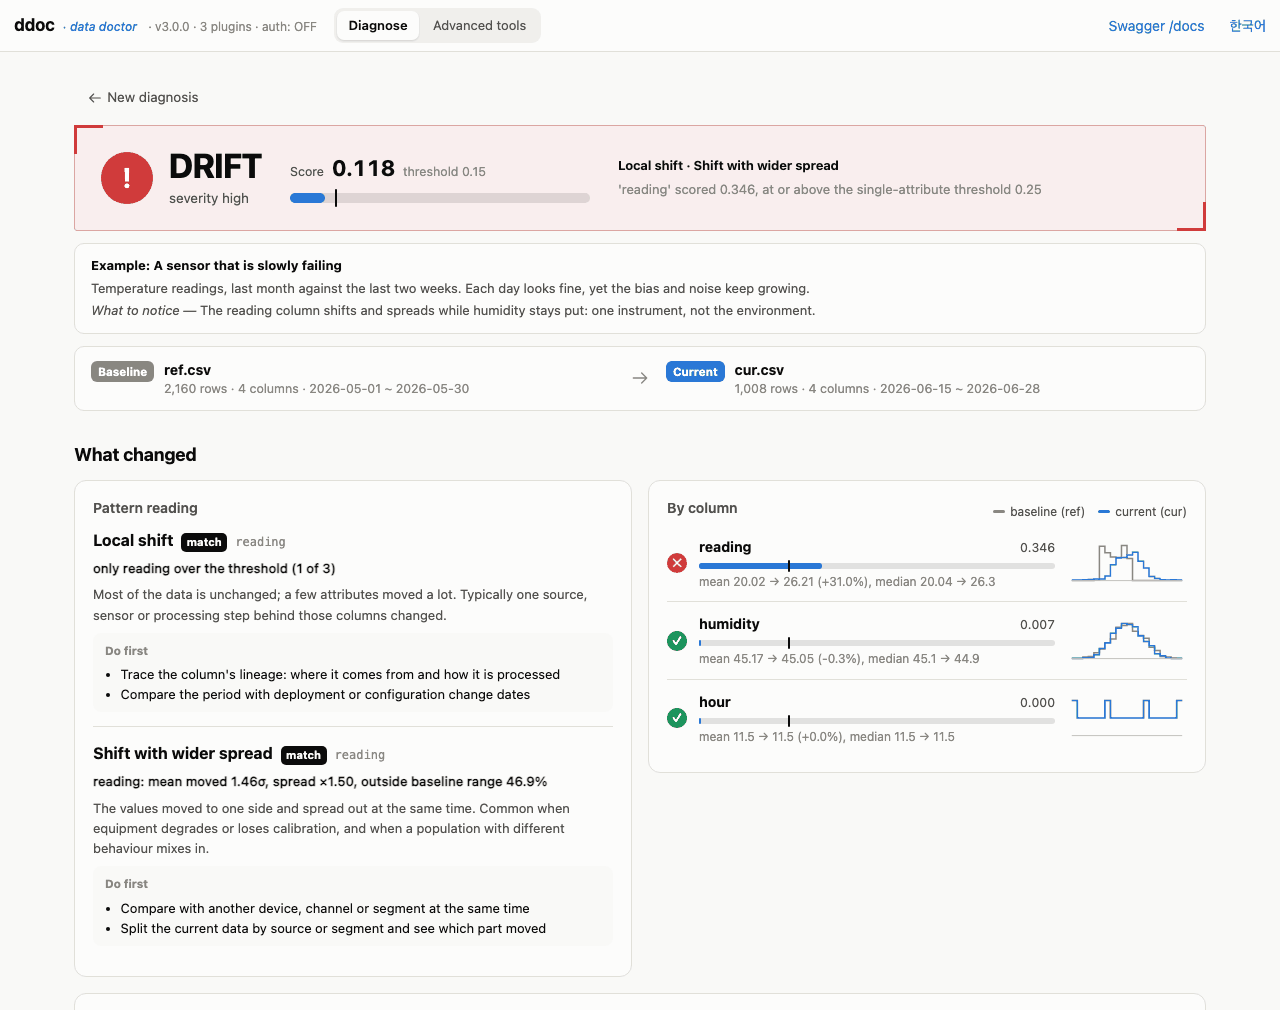 ddoc · data doctor · v3.0.0 · 3 plugins · auth: OFF Diagnose Advanced tools Swagger /docs 한국어
← New diagnosis
!
DRIFT
severity high
Score 0.118 threshold 0.15
Local shift · Shift with wider spread
'reading' scored 0.346, at or above the single-attribute threshold 0.25
Example: A sensor that is slowly failing
Temperature readings, last month against the last two weeks. Each day looks fine, yet the bias and noise keep growing.
What to notice — The reading column shifts and spreads while humidity stays put: one instrument, not the environment.
Baseline ref.csv
2,160 rows · 4 columns · 2026-05-01 ~ 2026-05-30
→
Current cur.csv
1,008 rows · 4 columns · 2026-06-15 ~ 2026-06-28
What changed
Pattern reading
Local shift match reading
only reading over the threshold (1 of 3)
Most of the data is unchanged; a few attributes moved a lot. Typically one source,
sensor or processing step behind those columns changed.
Do first
• Trace the column's lineage: where it comes from and how it is processed
• Compare the period with deployment or configuration change dates
Shift with wider spread match reading
reading: mean moved 1.46σ, spread ×1.50, outside baseline range 46.9%
The values moved to one side and spread out at the same time. Common when
equipment degrades or loses calibration, and when a population with different
behaviour mixes in.
Do first
• Compare with another device, channel or segment at the same time
• Split the current data by source or segment and see which part moved
By column
baseline (ref) current (cur)
reading 0.346
mean 20.02 → 26.21 (+31.0%), median 20.04 → 26.3
humidity 0.007
mean 45.17 → 45.05 (-0.3%), median 45.1 → 44.9
hour 0.000
mean 11.5 → 11.5 (+0.0%), median 11.5 → 11.5